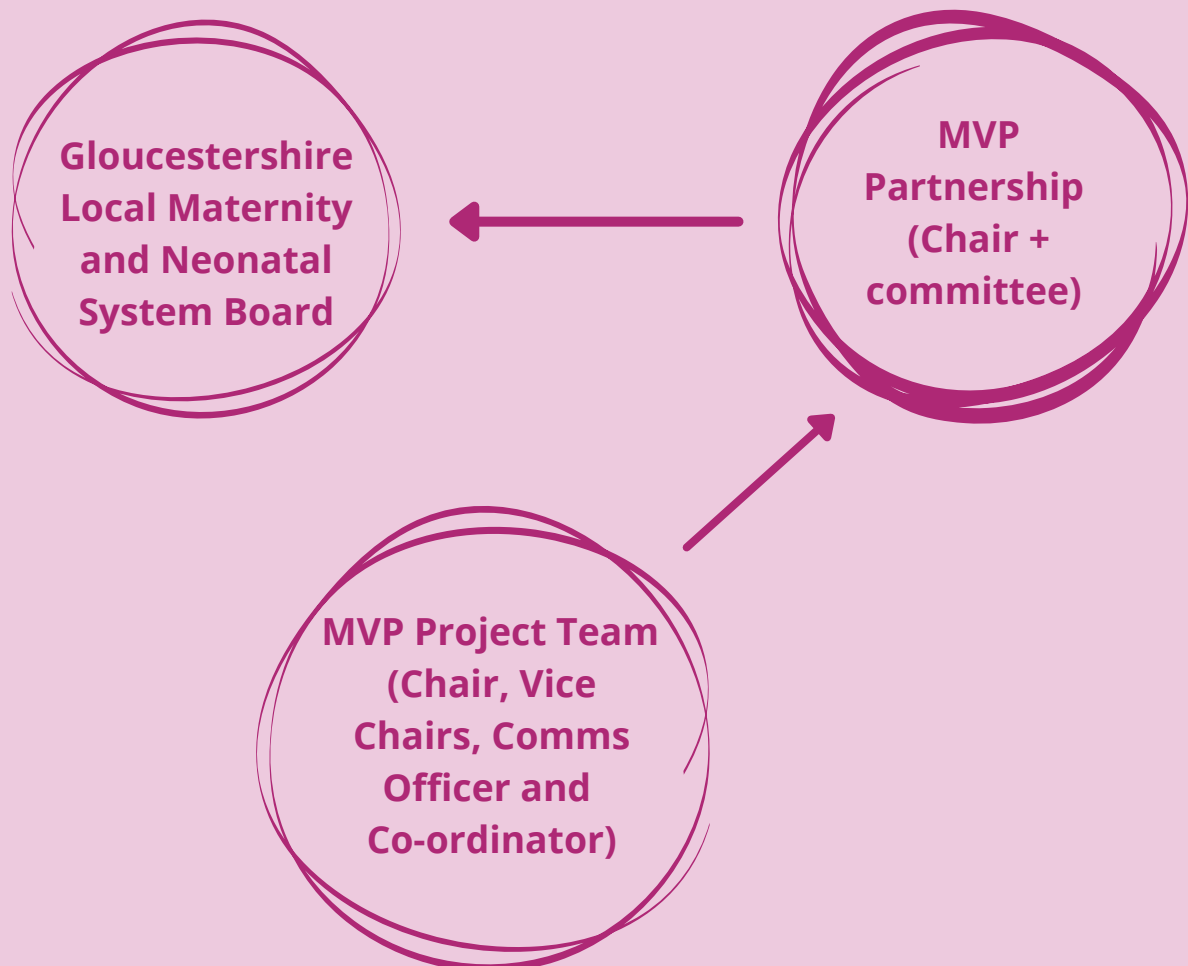 Gloucestershire
Local Maternity
and Neonatal
System Board
MVP
Partnership
(Chair +
committee)
MVP Project Team
(Chair, Vice
Chairs, Comms
Officer and
Co-ordinator)